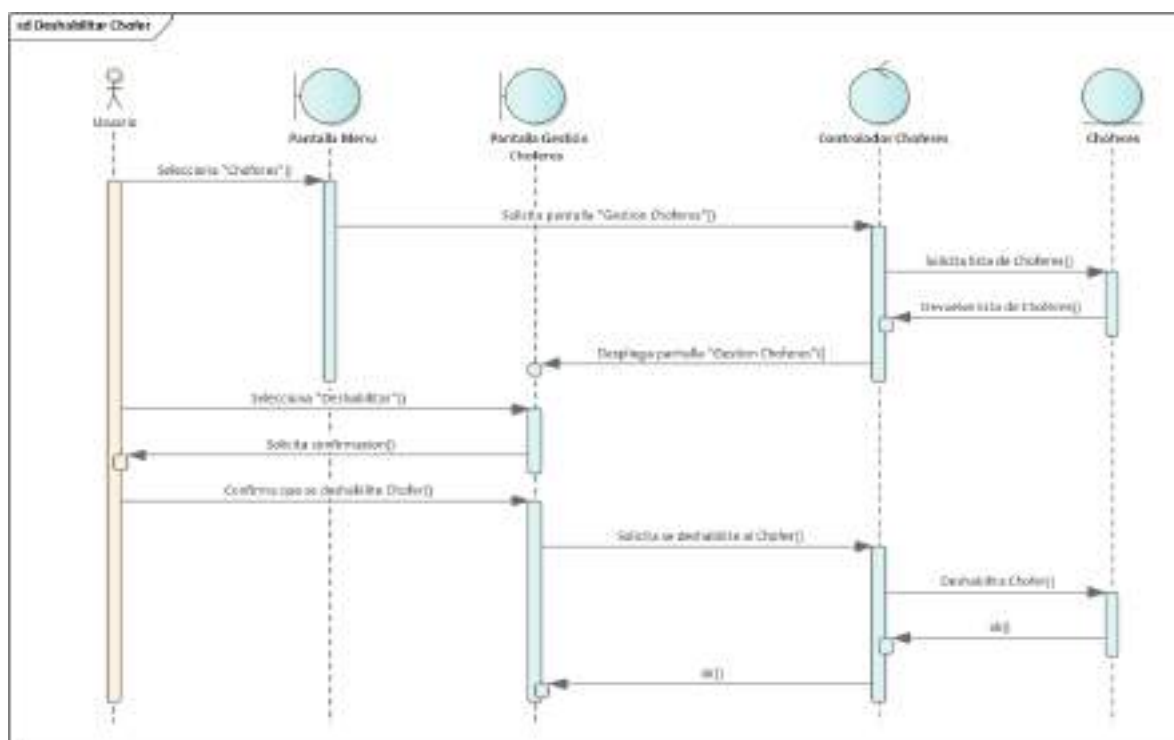 sd Deshabilitar Chofer
Usuario
Pantalla Menu
Pantalla Gestión
Choferes
Controlador Choferes
Choferes
Selecciona "Choferes"()
Solicita pantalla "Gestion Choferes"()
Solicita lista de Choferes()
Devuelve lista de Choferes()
Despliega pantalla "Gestion Choferes"()
Selecciona "Deshabilitar"()
Solicita confirmacion()
Confirma que se deshabilite Chofer()
Solicita se deshabilite al Chofer()
Deshabilita Chofer()
ok()
ok()